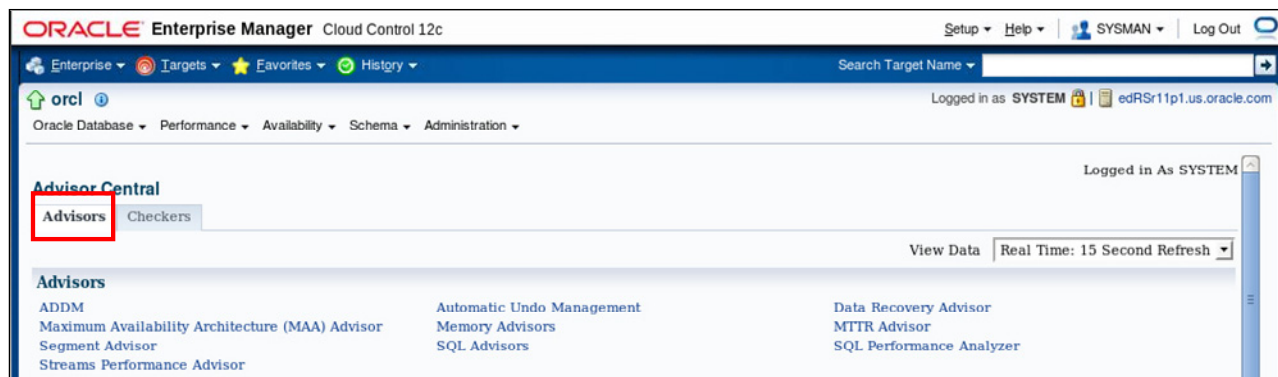 ORACLE Enterprise Manager Cloud Control 12c Setup Help SYSMAN Log Out
Enterprise Targets Favorites History Search Target Name
orcl Logged in as SYSTEM edRSr11p1.us.oracle.com
Oracle Database Performance Availability Schema Administration
Logged in As SYSTEM
Advisor Central
Advisors Checkers
View Data Real Time: 15 Second Refresh
Advisors
ADDM Automatic Undo Management Data Recovery Advisor
Maximum Availability Architecture (MAA) Advisor Memory Advisors MTTR Advisor
Segment Advisor SQL Advisors SQL Performance Analyzer
Streams Performance Advisor